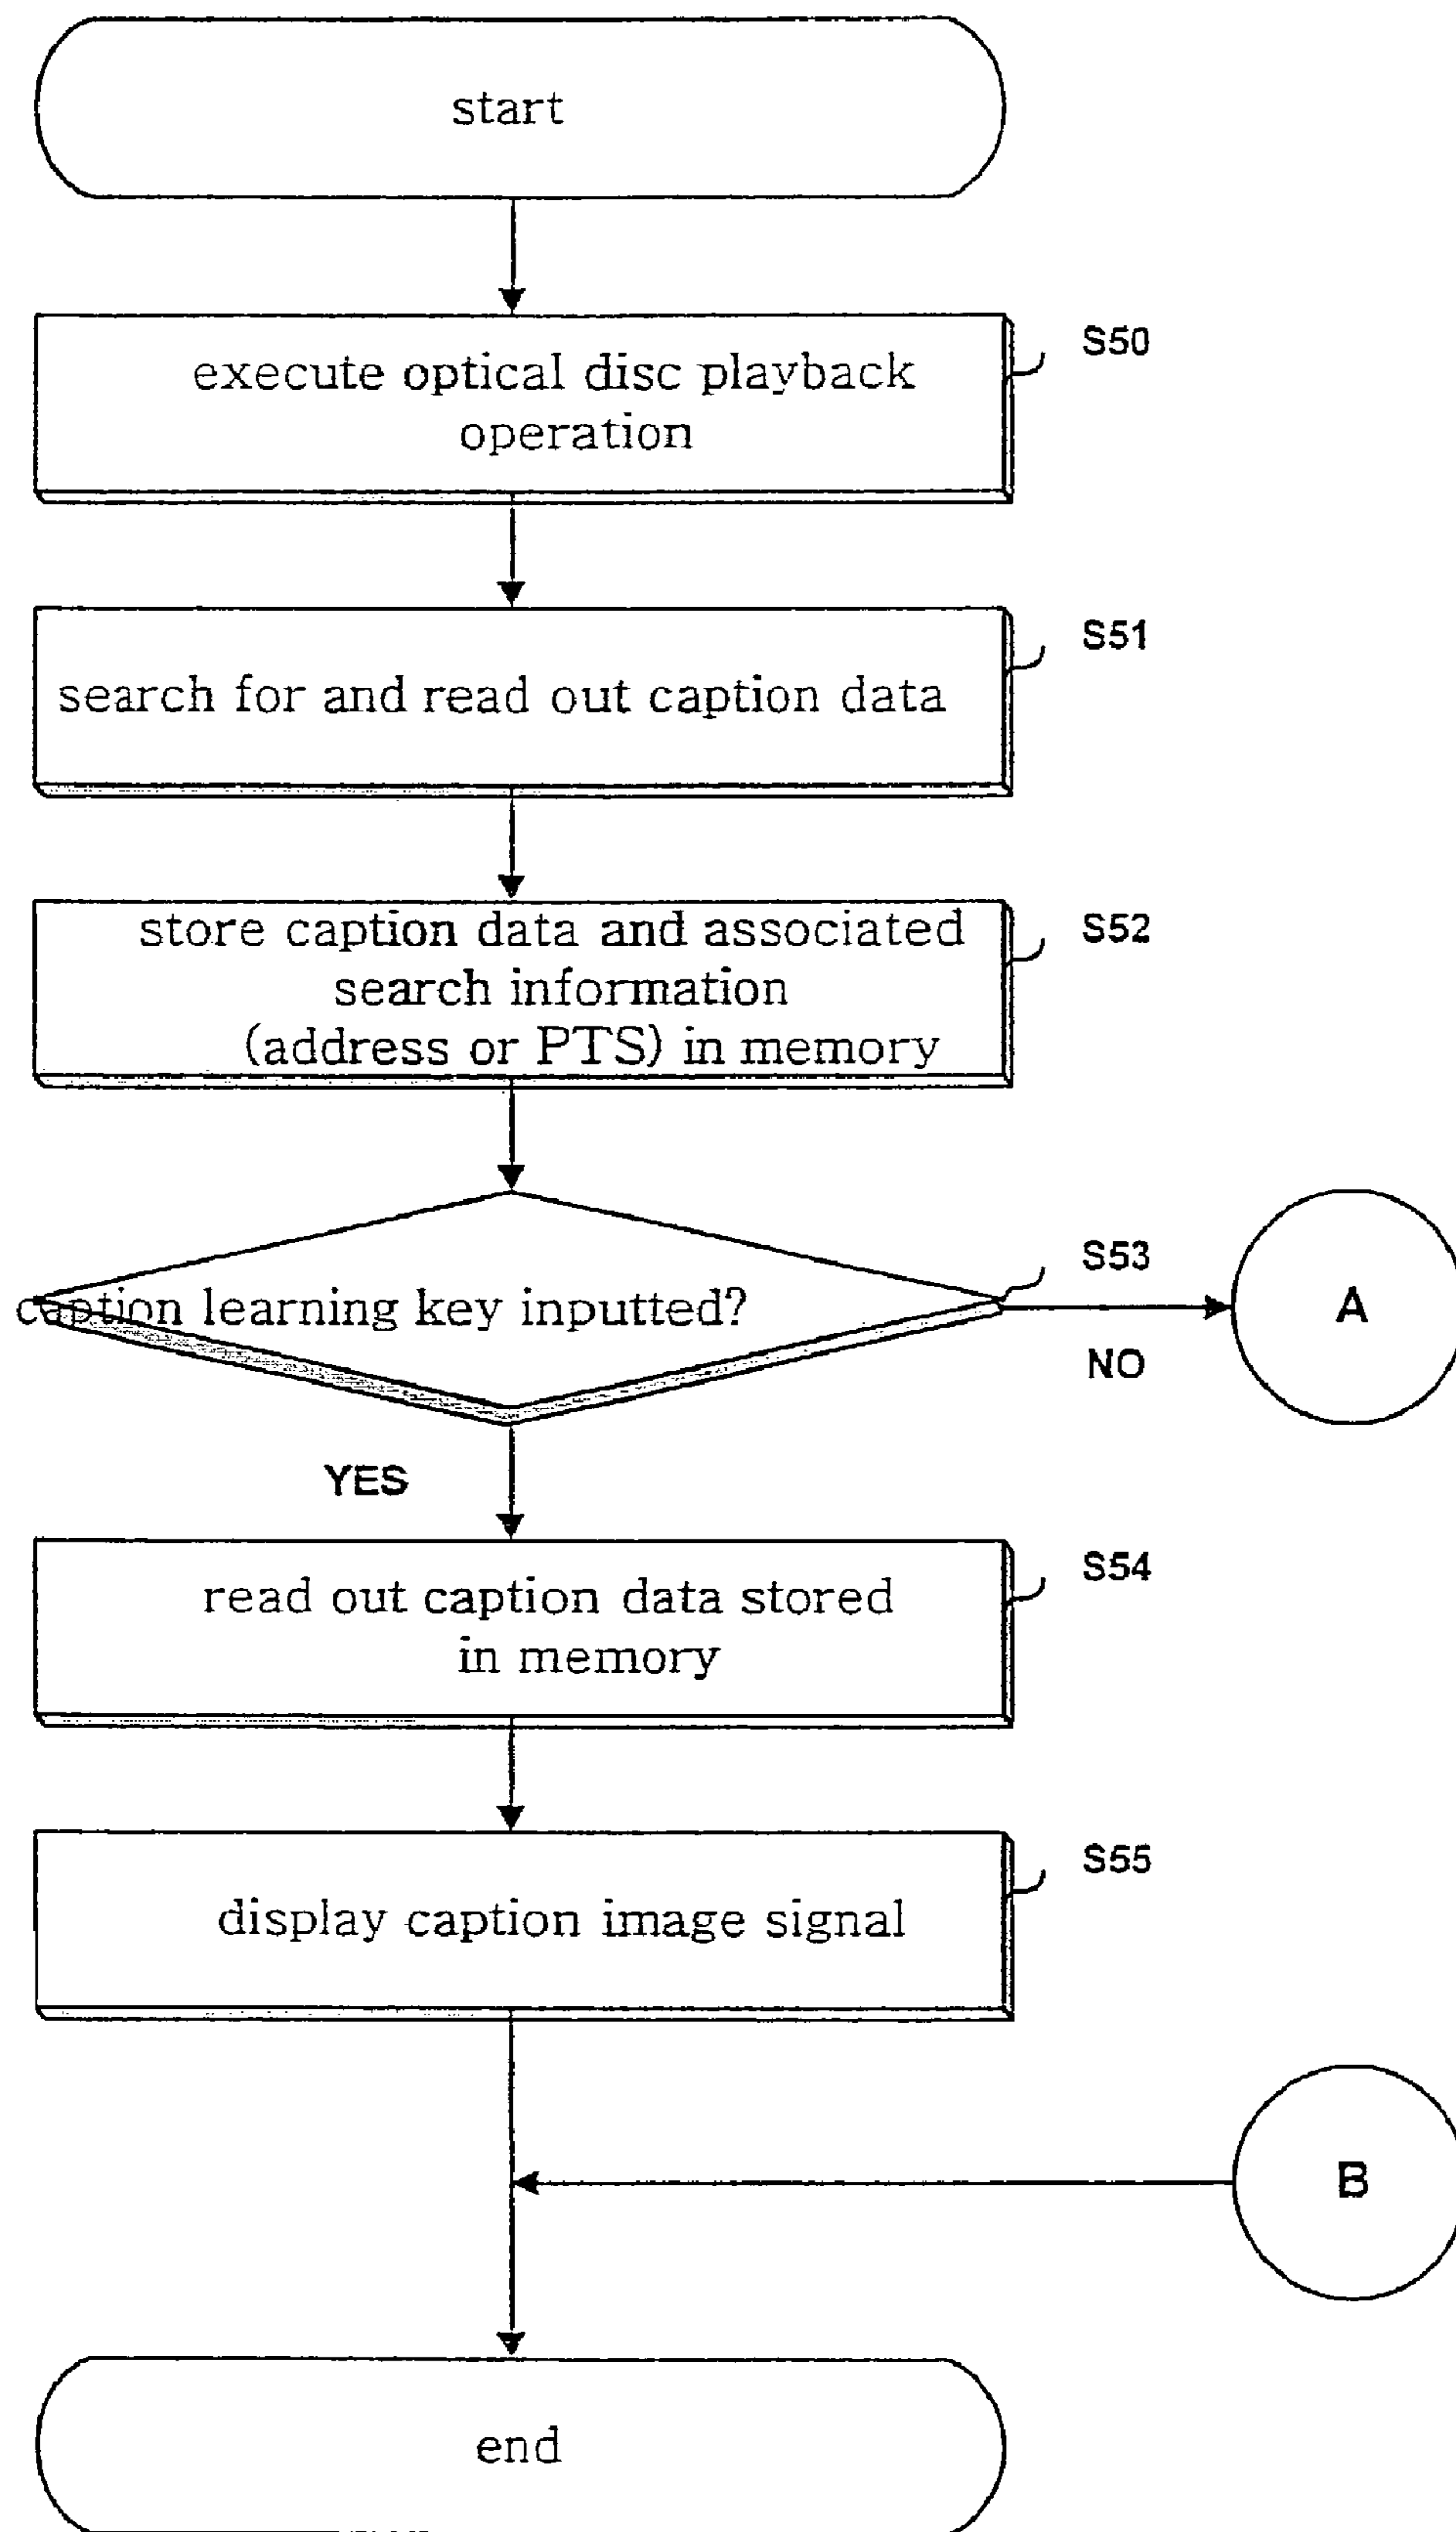 start
execute optical disc playback
operation
S50
search for and read out caption data
S51
store caption data and associated
search information
(address or PTS) in memory
S52
caption learning key inputted?
S53
NO
A
YES
read out caption data stored
in memory
S54
display caption image signal
S55
B
end